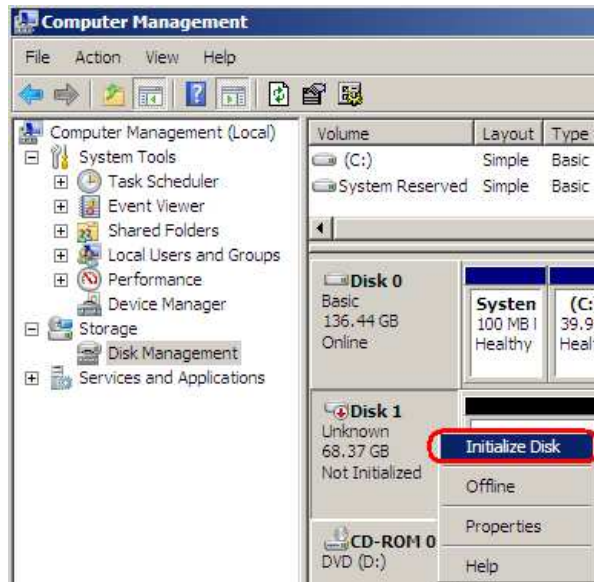 Computer Management
File Action View Help
Computer Management (Local)
System Tools
Task Scheduler
Event Viewer
Shared Folders
Local Users and Groups
Performance
Device Manager
Storage
Disk Management
Services and Applications
Volume Layout Type
(C:) Simple Basic
System Reserved Simple Basic
Disk 0
Basic
136.44 GB
Online
Systen
100 MB
Healthy
(C:
39.9
Heal
Disk 1
Unknown
68.37 GB
Not Initialized
Initialize Disk
Offline
Properties
Help
CD-ROM 0
DVD (D:)